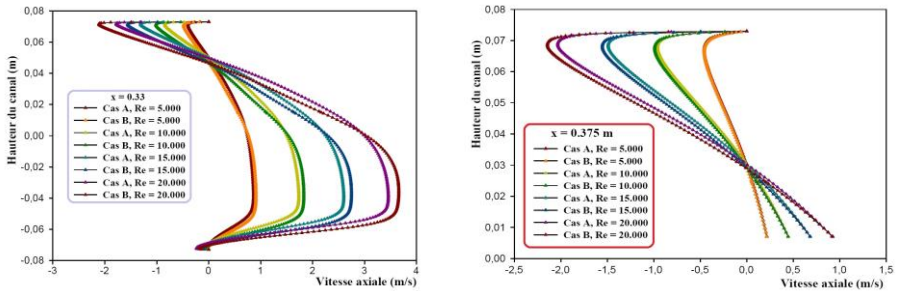 0,08
0,06
0,04
0,02
0,00
-0,02
-0,04
-0,06
-0,08
Hauteur du canal (m)
x = 0.33
Cas A, Re = 5.000
Cas B, Re = 5.000
Cas A, Re = 10.000
Cas B, Re = 10.000
Cas A, Re = 15.000
Cas B, Re = 15.000
Cas A, Re = 20.000
Cas B, Re = 20.000
-3 -2 -1 0 1 2 3 4
Vitesse axiale (m/s)
0,08
0,07
0,06
0,05
0,04
0,03
0,02
0,01
0,00
Hauteur du canal (m)
x = 0.375 m
Cas A, Re = 5.000
Cas B, Re = 5.000
Cas A, Re = 10.000
Cas B, Re = 10.000
Cas A, Re = 15.000
Cas B, Re = 15.000
Cas A, Re = 20.000
Cas B, Re = 20.000
-2,5 -2,0 -1,5 -1,0 -0,5 0,0 0,5 1,0 1,5
Vitesse axiale (m/s)